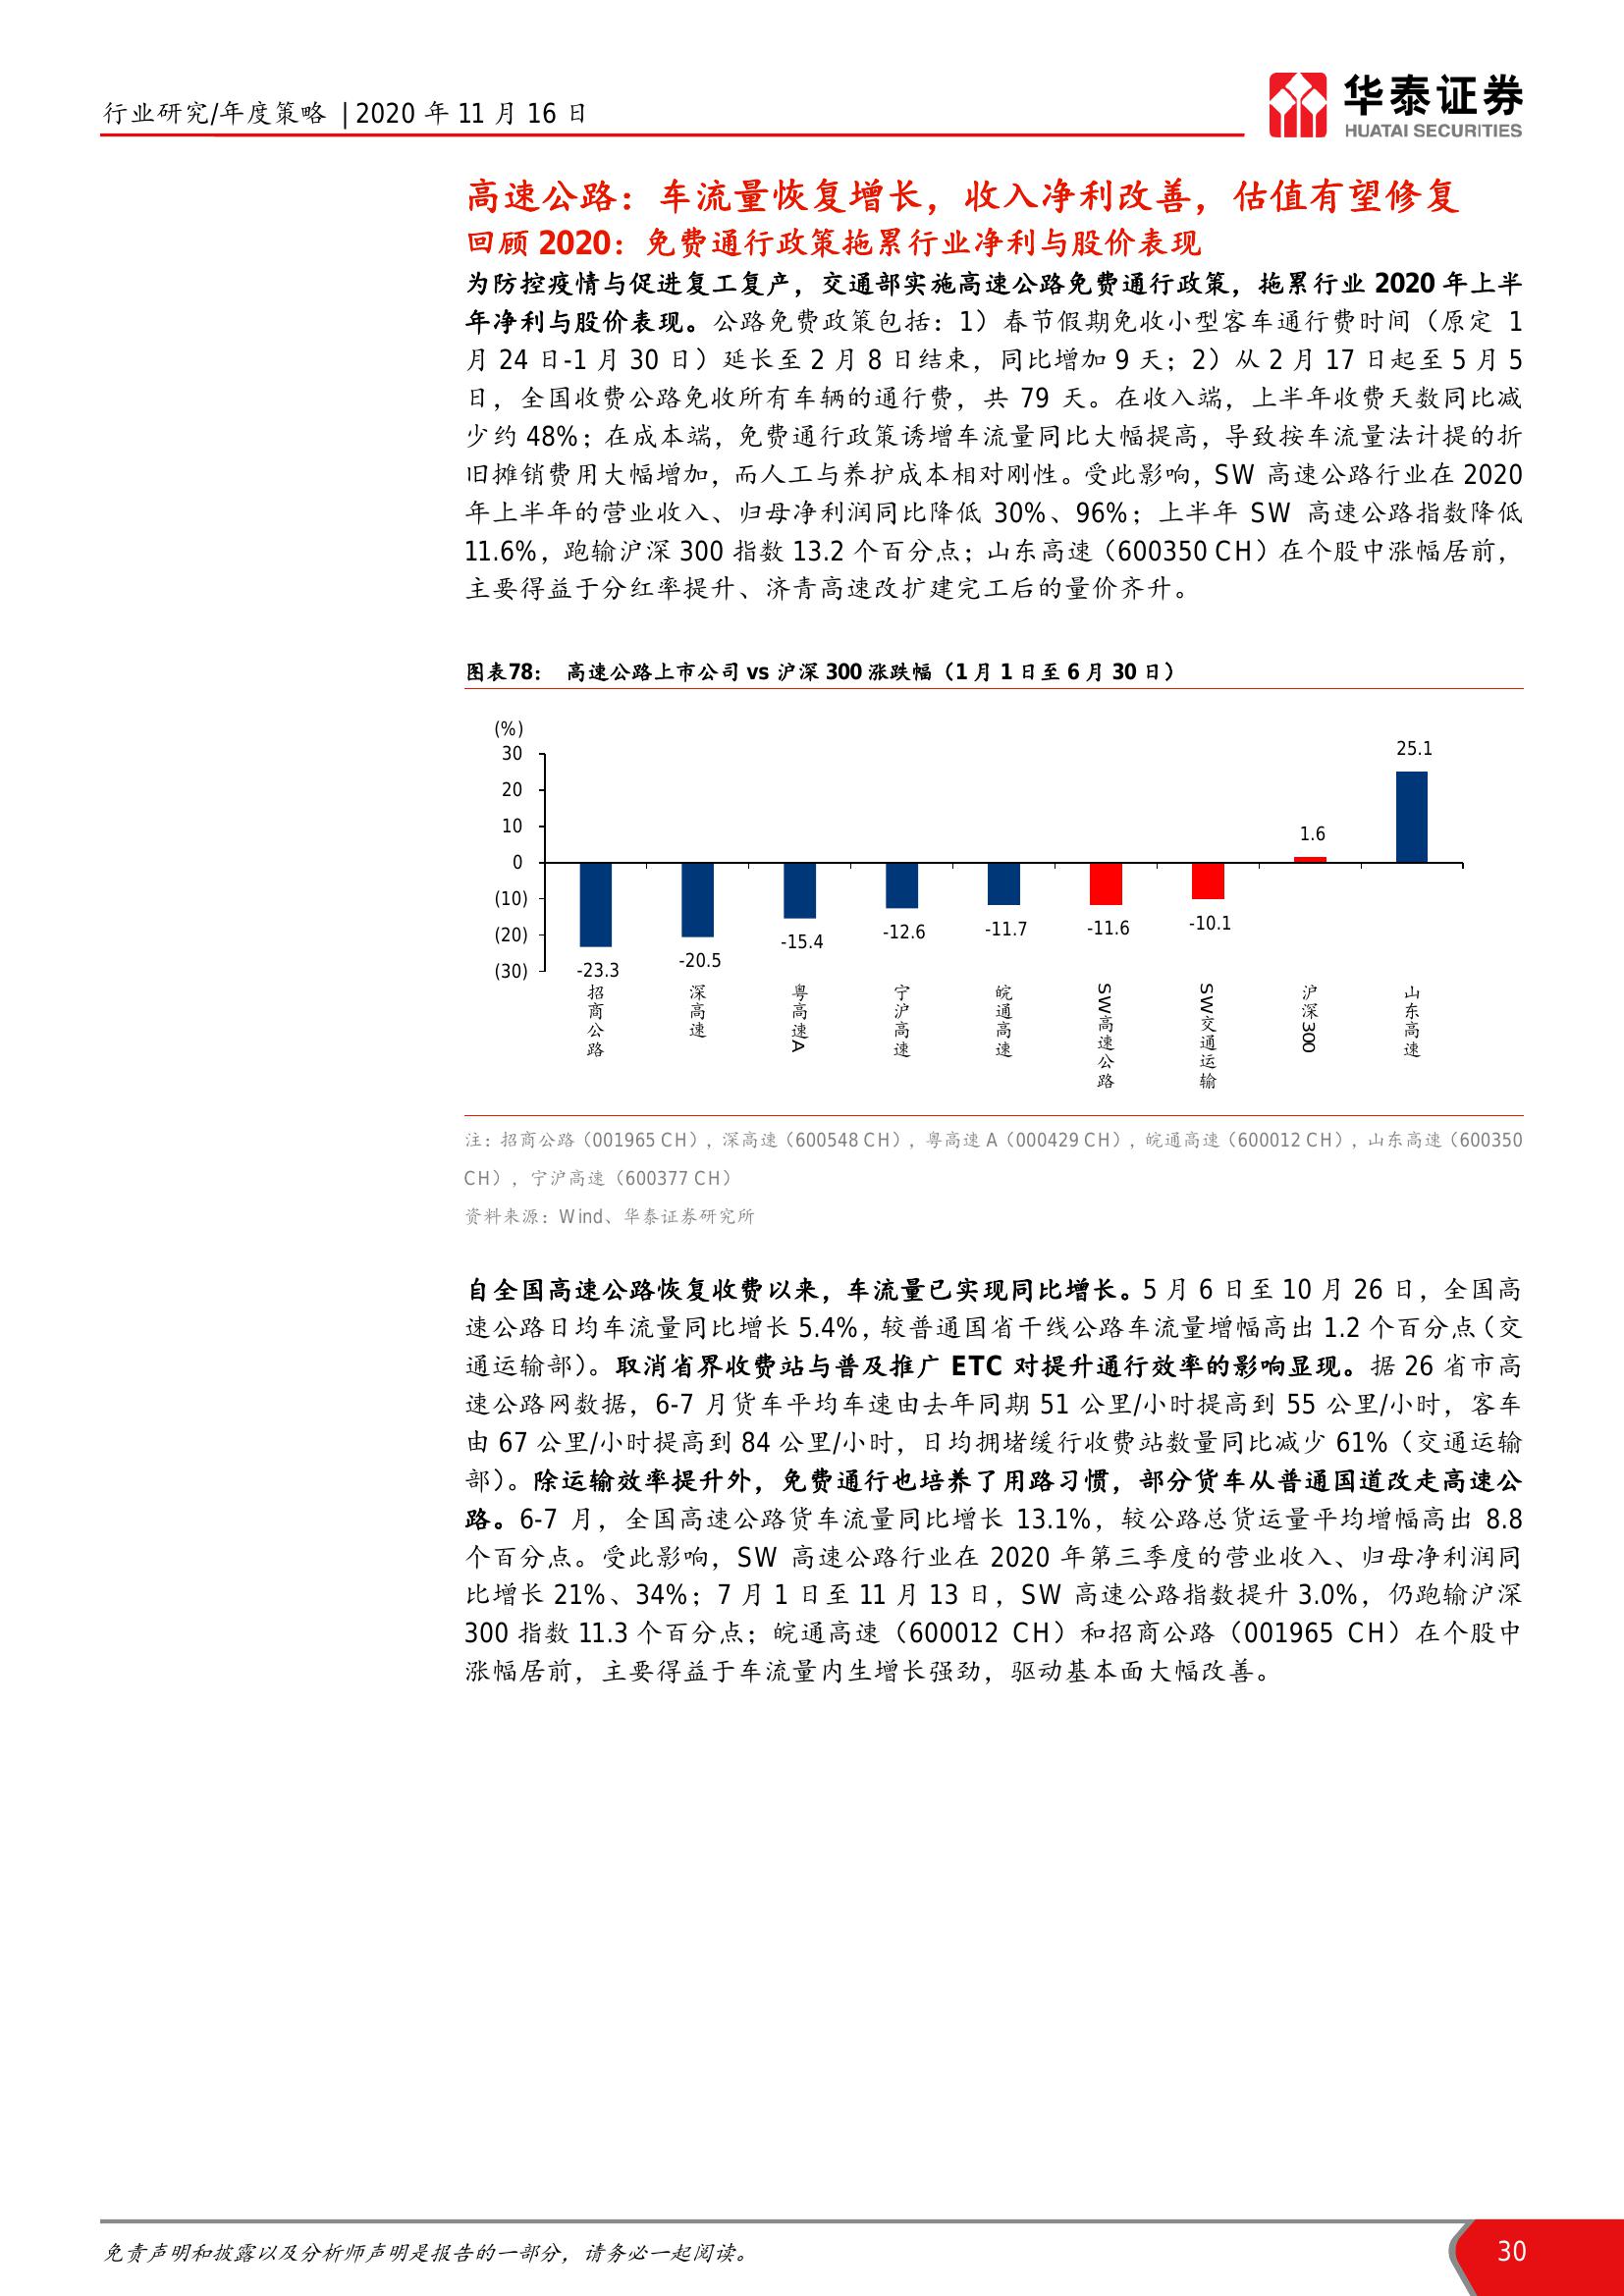 行业研究/年度策略 | 2020 年 11 月 16 日
华泰证券
HUATAI SECURITIES
高速公路：车流量恢复增长，收入净利改善，估值有望修复
回顾 2020：免费通行政策拖累行业净利与股价表现
为防控疫情与促进复工复产，交通部实施高速公路免费通行政策，拖累行业 2020 年上半
年净利与股价表现。公路免费政策包括：1）春节假期免收小型客车通行费时间（原定 1
月 24 日-1 月 30 日）延长至 2 月 8 日结束，同比增加 9 天；2）从 2 月 17 日起至 5 月 5
日，全国收费公路免收所有车辆的通行费，共 79 天。在收入端，上半年收费天数同比减
少约 48%；在成本端，免费通行政策诱增车流量同比大幅提高，导致按车流量法计提的折
旧摊销费用大幅增加，而人工与养护成本相对刚性。受此影响，SW 高速公路行业在 2020
年上半年的营业收入、归母净利润同比降低 30%、96%；上半年 SW 高速公路指数降低
11.6%，跑输沪深 300 指数 13.2 个百分点；山东高速（600350 CH）在个股中涨幅居前，
主要得益于分红率提升、济青高速改扩建完工后的量价齐升。
图表78： 高速公路上市公司 vs 沪深 300 涨跌幅（1 月 1 日至 6 月 30 日）
(%)
30
20
10
0
(10)
(20)
(30)
-23.3
-20.5
-15.4
-12.6
-11.7
-11.6
-10.1
1.6
25.1
招商公路
深高速
粤高速A
宁沪高速
皖通高速
SW高速公路
SW交通运输
沪深300
山东高速
注：招商公路（001965 CH），深高速（600548 CH），粤高速 A（000429 CH），皖通高速（600012 CH），山东高速（600350
CH），宁沪高速（600377 CH）
资料来源：Wind、华泰证券研究所
自全国高速公路恢复收费以来，车流量已实现同比增长。5 月 6 日至 10 月 26 日，全国高
速公路日均车流量同比增长 5.4%，较普通国省干线公路车流量增幅高出 1.2 个百分点（交
通运输部）。取消省界收费站与普及推广 ETC 对提升通行效率的影响显现。据 26 省市高
速公路网数据，6-7 月货车平均车速由去年同期 51 公里/小时提高到 55 公里/小时，客车
由 67 公里/小时提高到 84 公里/小时，日均拥堵缓行收费站数量同比减少 61%（交通运输
部）。除运输效率提升外，免费通行也培养了用路习惯，部分货车从普通国道改走高速公
路。6-7 月，全国高速公路货车流量同比增长 13.1%，较公路总货运量平均增幅高出 8.8
个百分点。受此影响，SW 高速公路行业在 2020 年第三季度的营业收入、归母净利润同
比增长 21%、34%；7 月 1 日至 11 月 13 日，SW 高速公路指数提升 3.0%，仍跑输沪深
300 指数 11.3 个百分点；皖通高速（600012 CH）和招商公路（001965 CH）在个股中
涨幅居前，主要得益于车流量内生增长强劲，驱动基本面大幅改善。
免责声明和披露以及分析师声明是报告的一部分，请务必一起阅读。
30